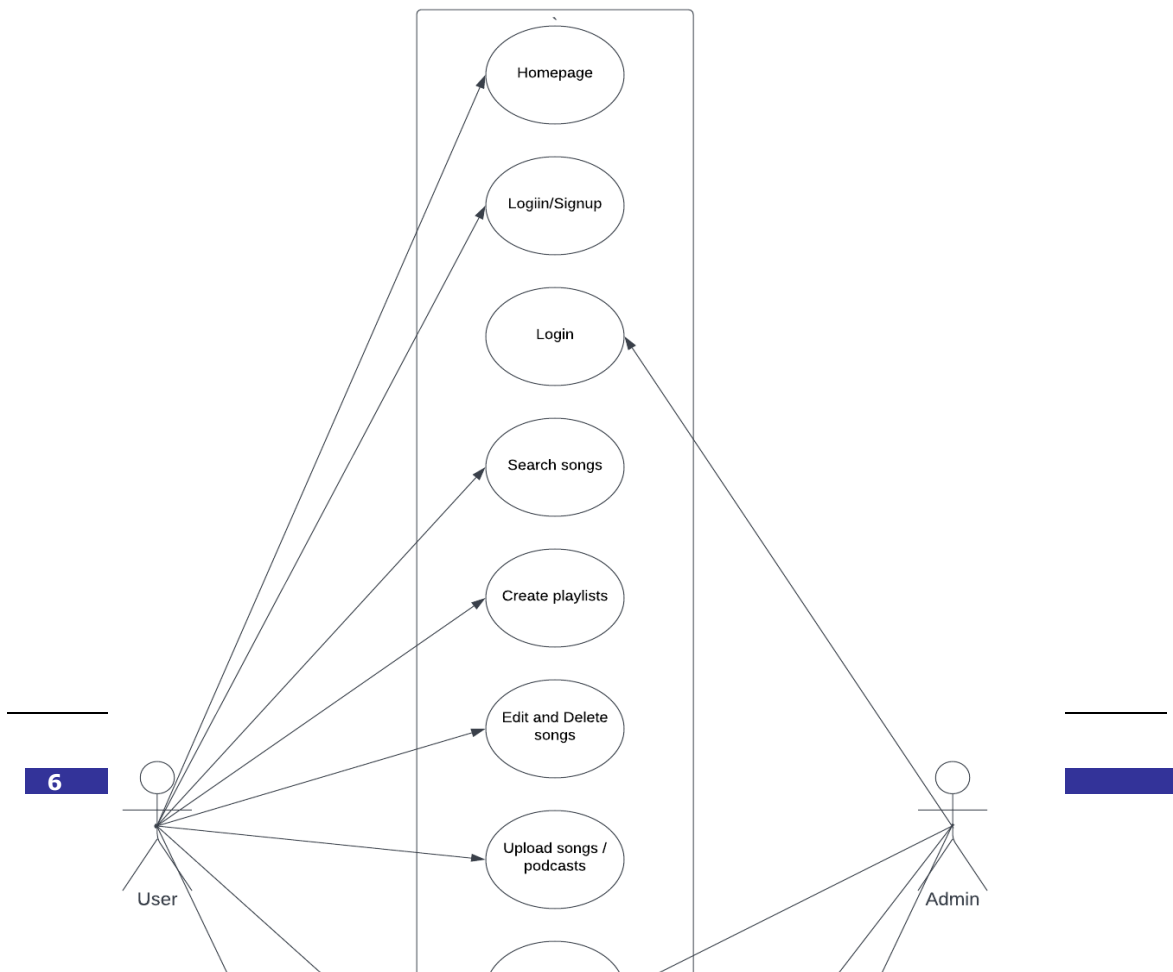 `
Homepage
Logiin/Signup
Login
Search songs
Create playlists
Edit and Delete
songs
6
Upload songs /
podcasts
User
Admin